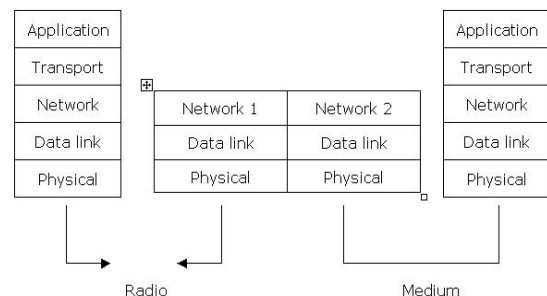 Application
Transport
Network
Data link
Physical
Network 1 Network 2
Data link Data link
Physical Physical
Application
Transport
Network
Data link
Physical
Radio
Medium